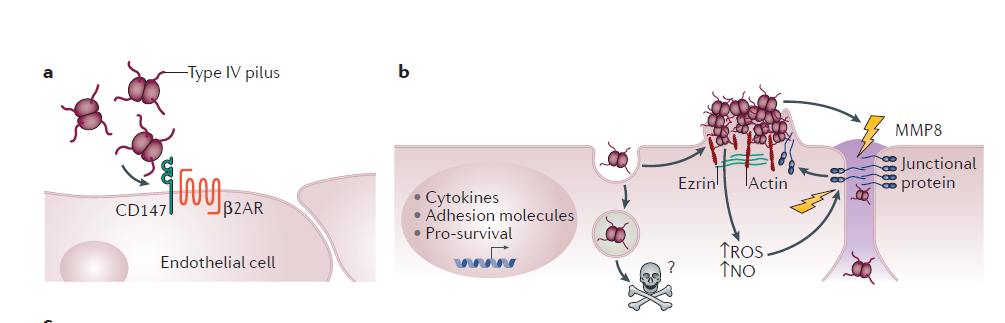 a
Type IV pilus
CD147
β2AR
Endothelial cell
b
• Cytokines
• Adhesion molecules
• Pro-survival
?
Ezrin
Actin
↑ROS
↑NO
MMP8
Junctional
protein